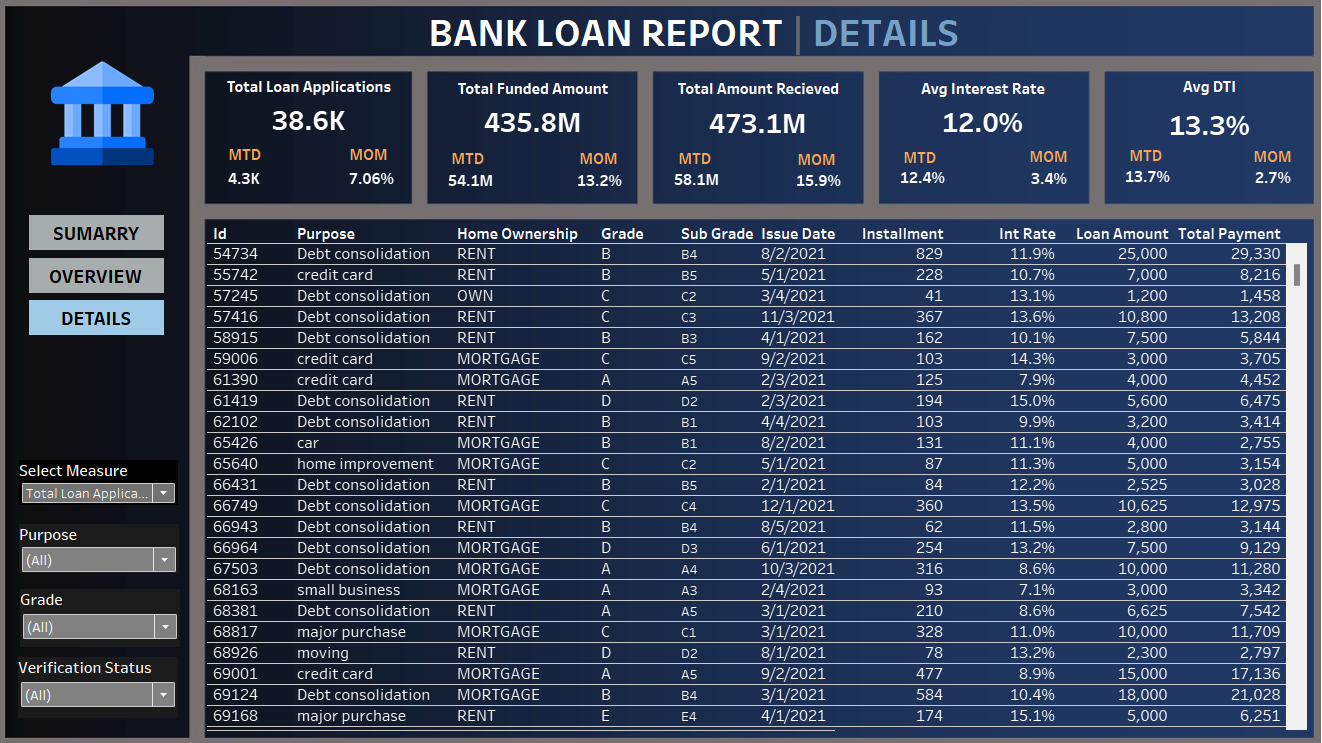 BANK LOAN REPORT | DETAILS
Total Loan Applications
38.6K
MTD MOM
4.3K 7.06%
Total Funded Amount
435.8M
MTD MOM
54.1M 13.2%
Total Amount Recieved
473.1M
MTD MOM
58.1M 15.9%
Avg Interest Rate
12.0%
MTD MOM
12.4% 3.4%
Avg DTI
13.3%
MTD MOM
13.7% 2.7%
SUMARRY
OVERVIEW
DETAILS
Select Measure
Total Loan Applica...
Purpose
(All)
Grade
(All)
Verification Status
(All)
Id Purpose Home Ownership Grade Sub Grade Issue Date Installment Int Rate Loan Amount Total Payment
54734 Debt consolidation RENT B B4 8/2/2021 829 11.9% 25,000 29,330
55742 credit card RENT B B5 5/1/2021 228 10.7% 7,000 8,216
57245 Debt consolidation OWN C C2 3/4/2021 41 13.1% 1,200 1,458
57416 Debt consolidation RENT C C3 11/3/2021 367 13.6% 10,800 13,208
58915 Debt consolidation RENT B B3 4/1/2021 162 10.1% 7,500 5,844
59006 credit card MORTGAGE C C5 9/2/2021 103 14.3% 3,000 3,705
61390 credit card MORTGAGE A A5 2/3/2021 125 7.9% 4,000 4,452
61419 Debt consolidation RENT D D2 2/3/2021 194 15.0% 5,600 6,475
62102 Debt consolidation RENT B B1 4/4/2021 103 9.9% 3,200 3,414
65426 car MORTGAGE B B1 8/2/2021 131 11.1% 4,000 2,755
65640 home improvement MORTGAGE C C2 5/1/2021 87 11.3% 5,000 3,154
66431 Debt consolidation RENT B B5 2/1/2021 84 12.2% 2,525 3,028
66749 Debt consolidation MORTGAGE C C4 12/1/2021 360 13.5% 10,625 12,975
66943 Debt consolidation RENT B B4 8/5/2021 62 11.5% 2,800 3,144
66964 Debt consolidation MORTGAGE D D3 6/1/2021 254 13.2% 7,500 9,129
67503 Debt consolidation MORTGAGE A A4 10/3/2021 316 8.6% 10,000 11,280
68163 small business MORTGAGE A A3 2/4/2021 93 7.1% 3,000 3,342
68381 Debt consolidation RENT A A5 3/1/2021 210 8.6% 6,625 7,542
68817 major purchase MORTGAGE C C1 3/1/2021 328 11.0% 10,000 11,709
68926 moving RENT D D2 8/1/2021 78 13.2% 2,300 2,797
69001 credit card MORTGAGE A A5 9/2/2021 477 8.9% 15,000 17,136
69124 Debt consolidation MORTGAGE B B4 3/1/2021 584 10.4% 18,000 21,028
69168 major purchase RENT E E4 4/1/2021 174 15.1% 5,000 6,251